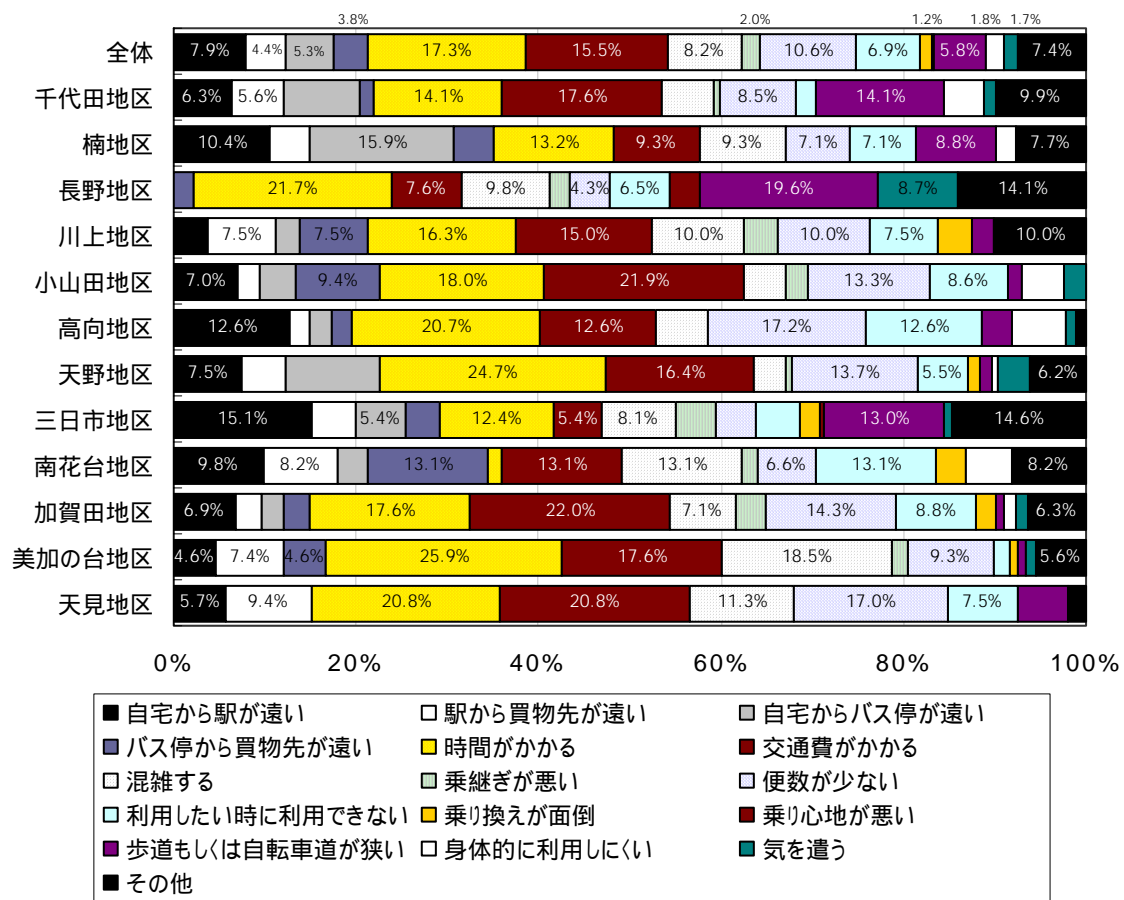 3.8% 2.0% 1.2% 1.8% 1.7%
全体 7.9% 4.4% 5.3% 17.3% 15.5% 8.2% 10.6% 6.9% 5.8% 7.4%
千代田地区 6.3% 5.6% 14.1% 17.6% 8.5% 14.1% 9.9%
楠地区 10.4% 15.9% 13.2% 9.3% 9.3% 7.1% 7.1% 8.8% 7.7%
長野地区 21.7% 7.6% 9.8% 4.3% 6.5% 19.6% 8.7% 14.1%
川上地区 7.5% 7.5% 16.3% 15.0% 10.0% 10.0% 7.5% 10.0%
小山田地区 7.0% 9.4% 18.0% 21.9% 13.3% 8.6%
高向地区 12.6% 20.7% 12.6% 17.2% 12.6%
天野地区 7.5% 24.7% 16.4% 13.7% 5.5% 6.2%
三日市地区 15.1% 5.4% 12.4% 5.4% 8.1% 13.0% 14.6%
南花台地区 9.8% 8.2% 13.1% 13.1% 13.1% 6.6% 13.1% 8.2%
加賀田地区 6.9% 17.6% 22.0% 7.1% 14.3% 8.8% 6.3%
美加の台地区 4.6% 7.4% 4.6% 25.9% 17.6% 18.5% 9.3% 5.6%
天見地区 5.7% 9.4% 20.8% 20.8% 11.3% 17.0% 7.5%
0% 20% 40% 60% 80% 100%
自宅から駅が遠い 駅から買物先が遠い 自宅からバス停が遠い
バス停から買物先が遠い 時間がかかる 交通費がかかる
混雑する 乗継ぎが悪い 便数が少ない
利用したい時に利用できない 乗り換えが面倒 乗り心地が悪い
歩道もしくは自転車道が狭い 身体的に利用しにくい 気を遣う
その他